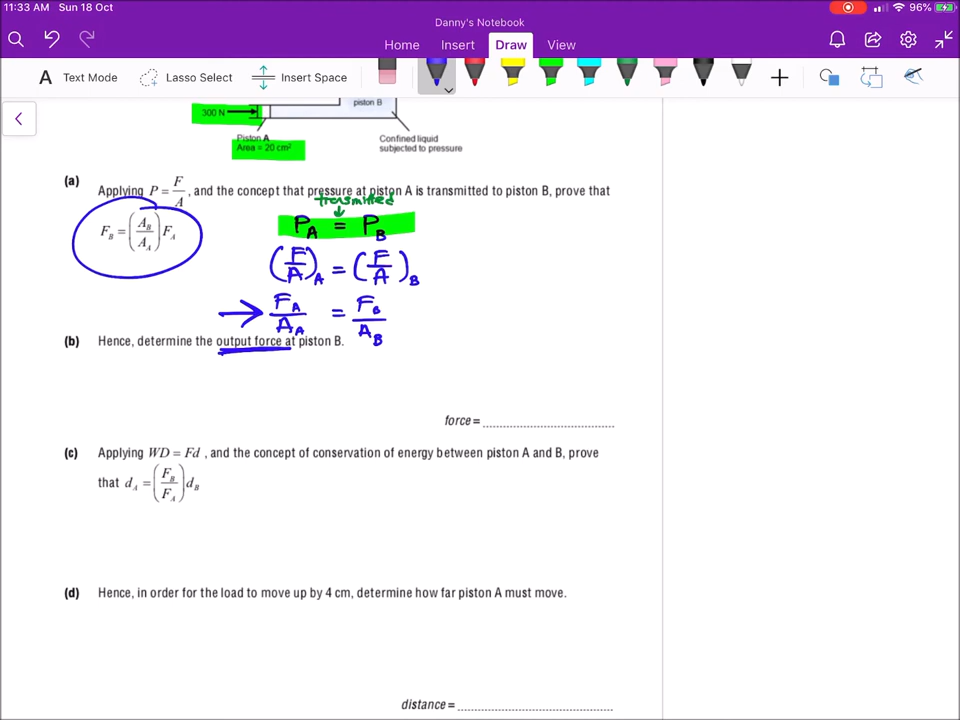 11:33 AM Sun 18 Oct
96%
Danny's Notebook
Home Insert Draw View
A Text Mode Lasso Select Insert Space
piston B
300 N
Piston A
Area = 20 cm²
Confined liquid
subjected to pressure
(a) Applying P = F/A, and the concept that pressure at piston A is transmitted to piston B, prove that
transmitted
F_B = (A_B/A_A) F_A
P_A = P_B
(F/A)_A = (F/A)_B
→ F_A/A_A = F_B/A_B
(b) Hence, determine the output force at piston B.
force =
(c) Applying WD = Fd , and the concept of conservation of energy between piston A and B, prove
that d_A = (F_B/F_A) d_B
(d) Hence, in order for the load to move up by 4 cm, determine how far piston A must move.
distance =